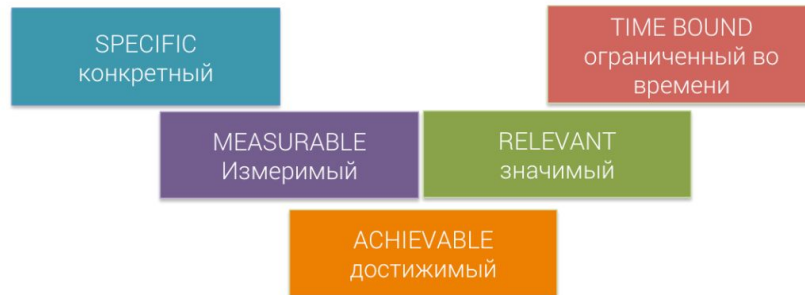 SPECIFIC
конкретный
TIME BOUND
ограниченный во
времени
MEASURABLE
Измеримый
RELEVANT
значимый
ACHIEVABLE
достижимый